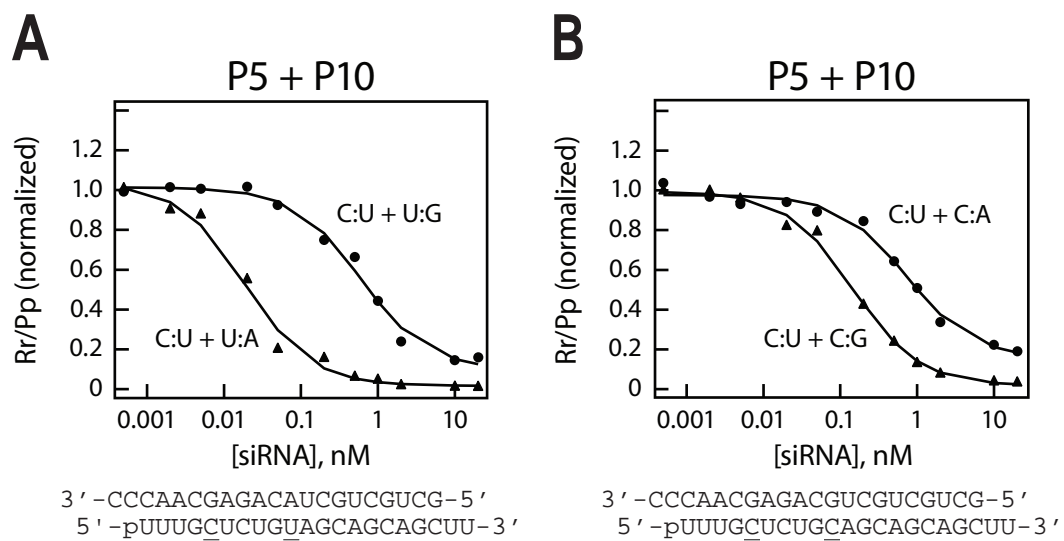 A
P5 + P10
Rr/Pp (normalized)
1.2
1.0
0.8
0.6
0.4
0.2
0
C:U + U:G
C:U + U:A
0.001
0.01
0.1
1
10
[siRNA], nM
3′-CCCAACGAGACAUCGUCGUCG-5′
5'-pUUUGCUCUGUAGCAGCAGCUU-3′
B
P5 + P10
Rr/Pp (normalized)
1.2
1.0
0.8
0.6
0.4
0.2
0
C:U + C:A
C:U + C:G
0.001
0.01
0.1
1
10
[siRNA], nM
3′-CCCAACGAGACGUCGUCGUCG-5′
5′-pUUUGCUCUGCAGCAGCAGCUU-3′